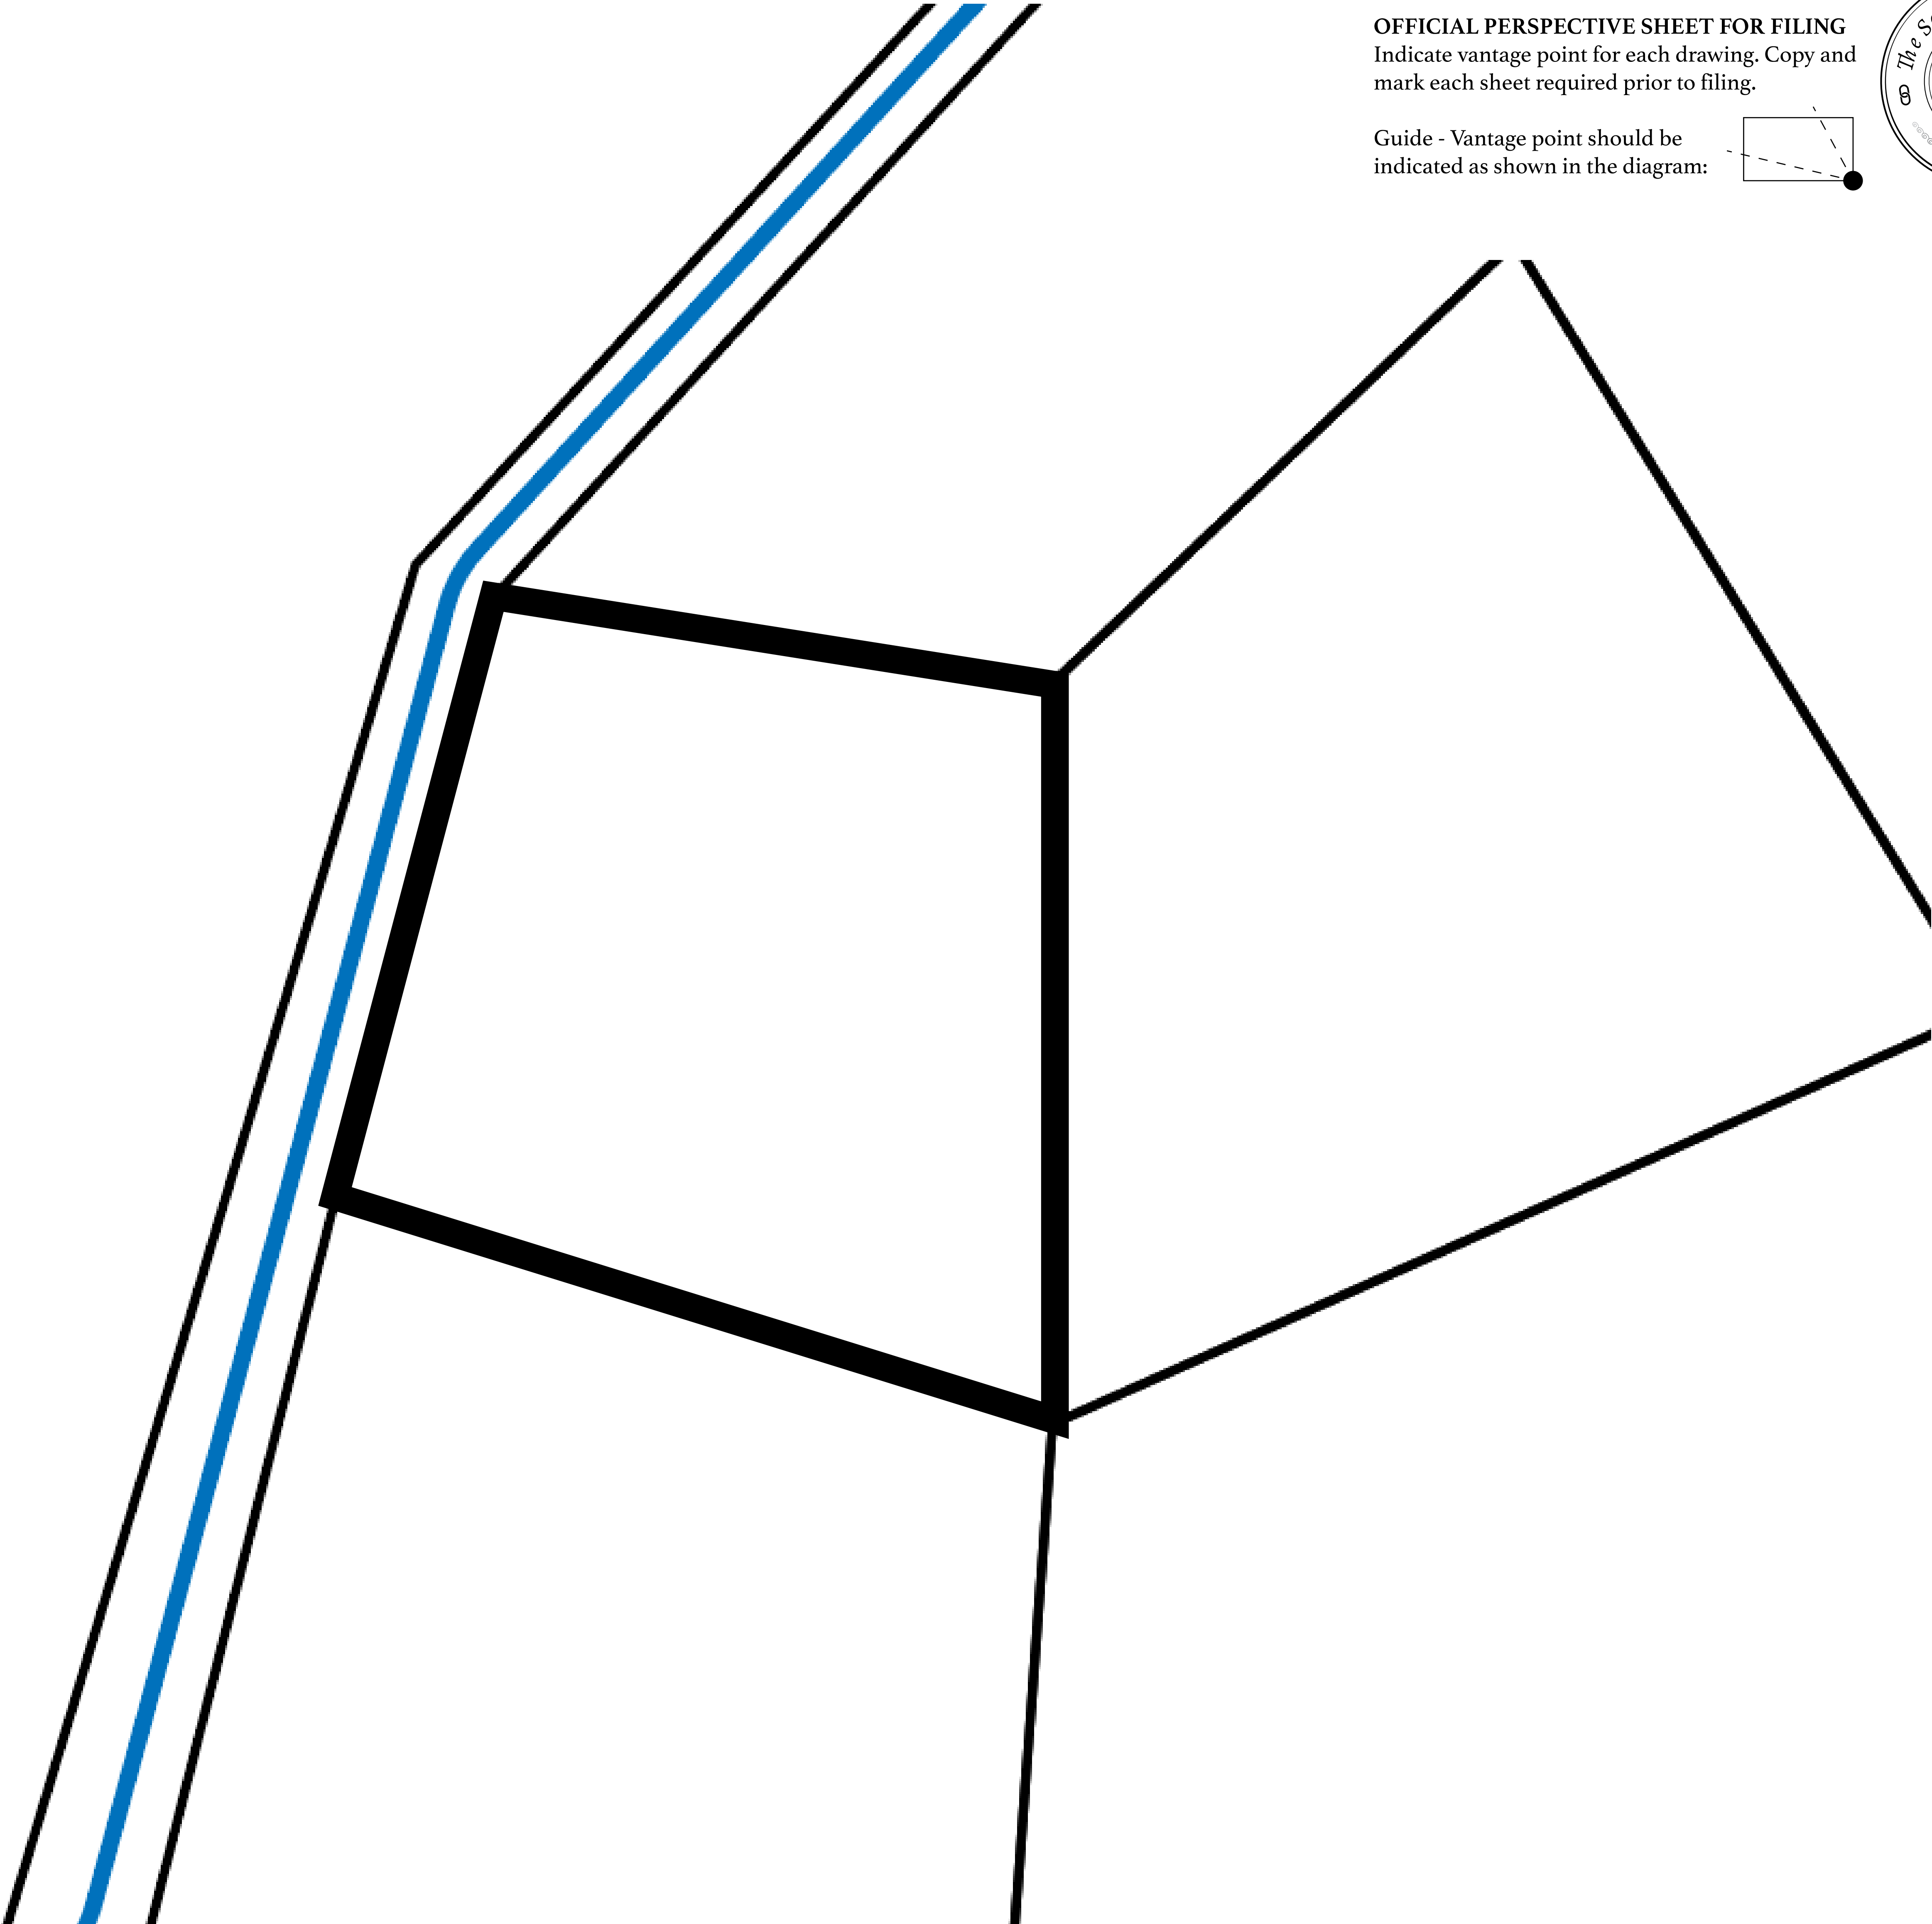 OFFICIAL PERSPECTIVE SHEET FOR FILING
Indicate vantage point for each drawing. Copy and
mark each sheet required prior to filing.
Guide - Vantage point should be
indicated as shown in the diagram:
The